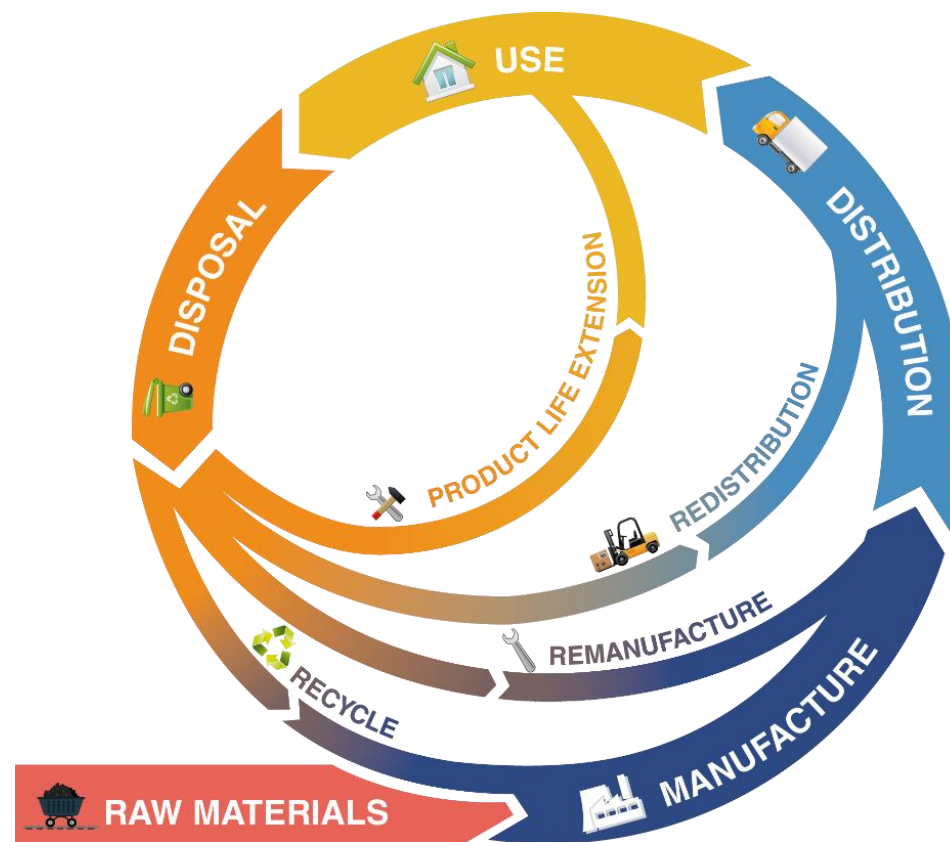 USE
DISTRIBUTION
DISPOSAL
PRODUCT LIFE EXTENSION
REDISTRIBUTION
REMANUFACTURE
RECYCLE
MANUFACTURE
RAW MATERIALS